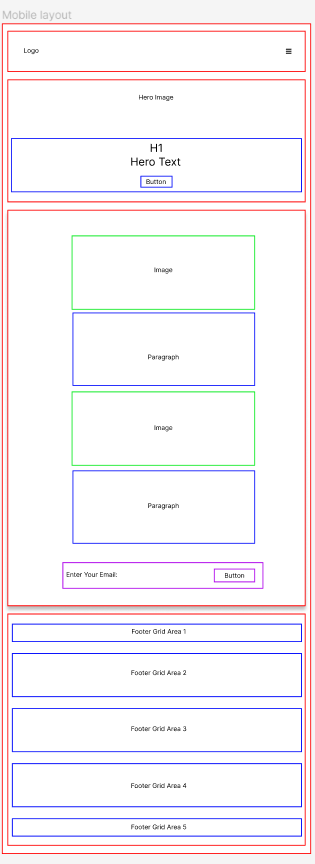 Mobile layout
Logo
Hero Image
H1
Hero Text
Button
Image
Paragraph
Image
Paragraph
Enter Your Email:
Button
Footer Grid Area 1
Footer Grid Area 2
Footer Grid Area 3
Footer Grid Area 4
Footer Grid Area 5